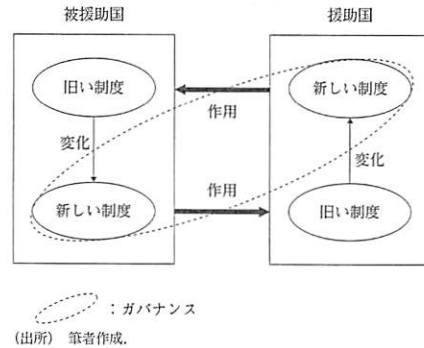 被援助国
援助国
旧い制度
新しい制度
作用
変化
変化
作用
新しい制度
旧い制度
：ガバナンス
(出所) 筆者作成.